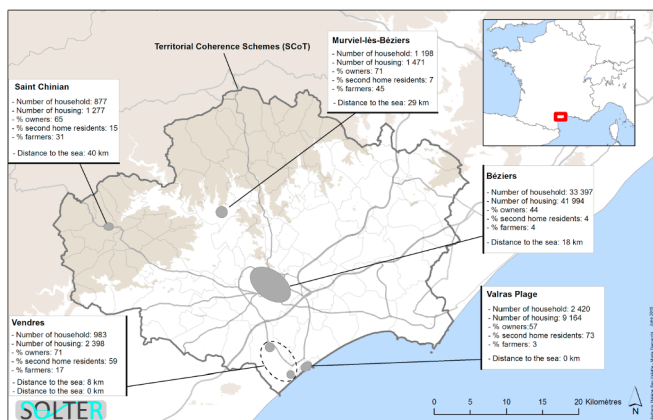 Territorial Coherence Schemes (SCoT)
Murviel-lès-Béziers
- Number of household: 1 198
- Number of housing: 1 471
- % owners: 71
- % second home residents: 7
- % farmers: 45
- Distance to the sea: 29 km
Saint Chinian
- Number of household: 877
- Number of housing: 1 277
- % owners: 65
- % second home residents: 15
- % farmers: 31
- Distance to the sea: 40 km
Béziers
- Number of household: 33 397
- Number of housing: 41 994
- % owners: 44
- % second home residents: 4
- % farmers: 4
- Distance to the sea: 18 km
Valras Plage
- Number of household: 2 420
- Number of housing: 9 164
- % owners:57
- % second home residents: 73
- % farmers: 3
- Distance to the sea: 0 km
Vendres
- Number of household: 983
- Number of housing: 2 398
- % owners: 71
- % second home residents: 59
- % farmers: 17
- Distance to the sea: 8 km
- Distance to the sea: 0 km
SOLTER
0 2 4 8 12 16 20 Kilomètres
N